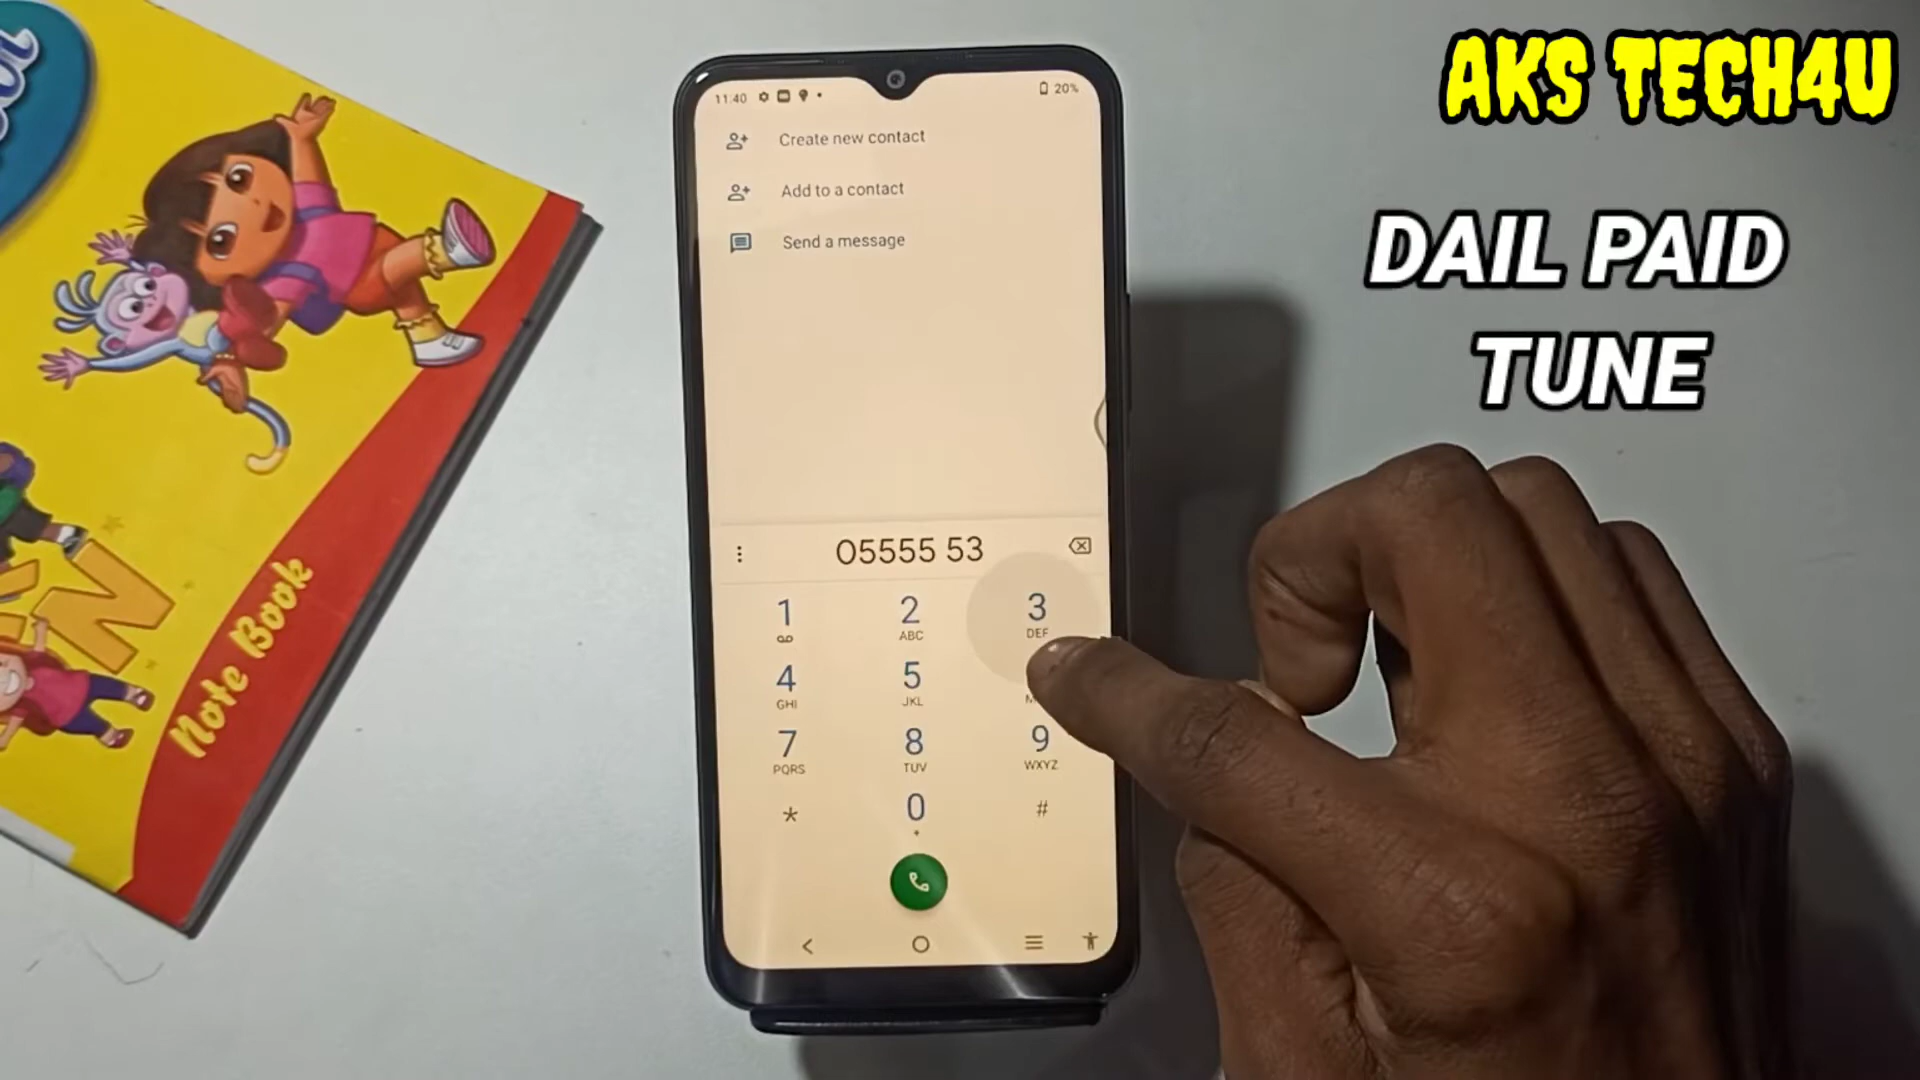 AKS TECH4U
DAIL PAID
TUNE
11:40
20%
Create new contact
Add to a contact
Send a message
05555 53
1
2
ABC
3
DEF
4
GHI
5
JKL
7
PQRS
8
TUV
9
WXYZ
*
0
+
#
Note Book